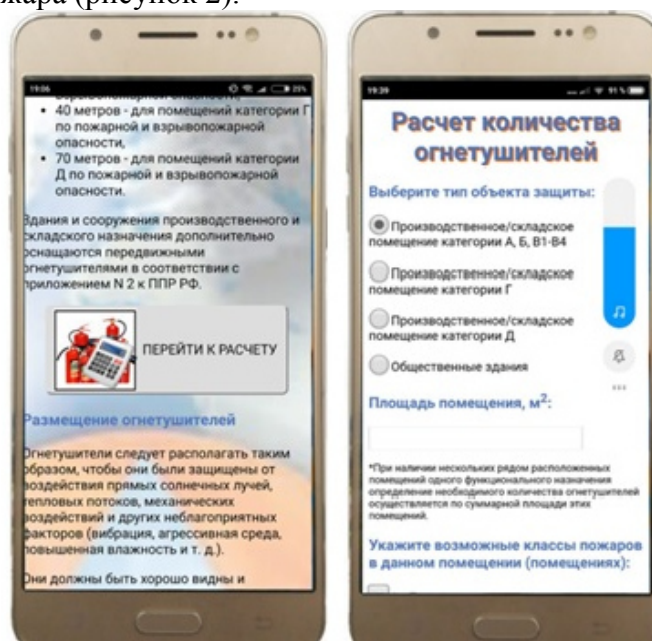 (рисунок 2).
19:06
25%
• 40 метров - для помещений категории Г
по пожарной и взрывопожарной
опасности,
• 70 метров - для помещений категории
Д по пожарной и взрывопожарной
опасности.
Здания и сооружения производственного и
складского назначения дополнительно
оснащаются передвижными
огнетушителями в соответствии с
приложением N 2 к ППР РФ.
ПЕРЕЙТИ К РАСЧЕТУ
Размещение огнетушителей
Огнетушители следует располагать таким
образом, чтобы они были защищены от
воздействия прямых солнечных лучей,
тепловых потоков, механических
воздействий и других неблагоприятных
факторов (вибрация, агрессивная среда,
повышенная влажность и т. д.).
Они должны быть хорошо видны и
19:39
91%
Расчет количества
огнетушителей
Выберите тип объекта защиты:
Производственное/складское
помещение категории А, Б, В1-В4
Производственное/складское
помещение категории Г
Производственное/складское
помещение категории Д
Общественные здания
Площадь помещения, м²:
*При наличии нескольких рядом расположенных
помещений одного функционального назначения
определение необходимого количества огнетушителей
осуществляется по суммарной площади этих
помещений.
Укажите возможные классы пожаров
в данном помещении (помещениях):